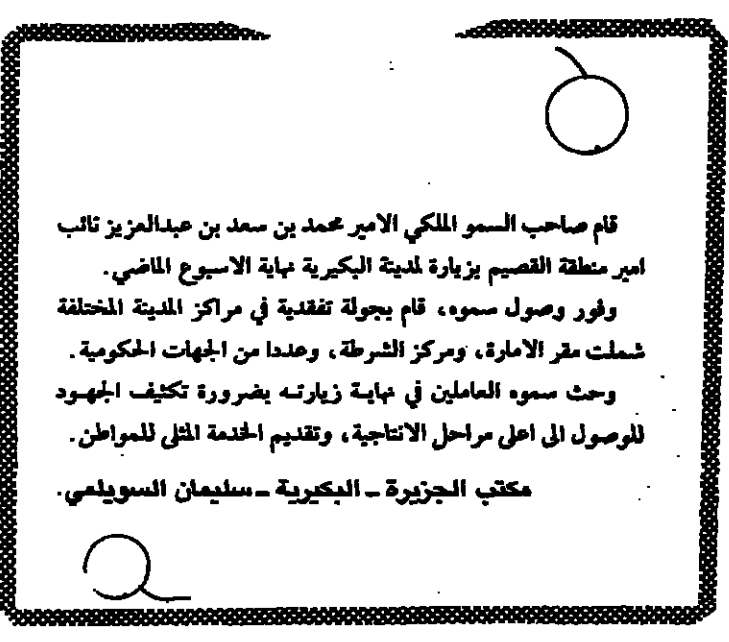 قام صاحب السمو الملكي الامير محمد بن سعد بن عبدالعزيز نائب
امير منطقة القصيم بزيارة لمدينة البكيرية نهاية الاسبوع الماضي.
وفور وصول سموه، قام بجولة تفقدية في مراكز المدينة المختلفة
شملت مقر الامارة، ومركز الشرطة، وعددا من الجهات الحكومية.
وحث سموه العاملين في نهاية زيارته بضرورة تكثيف الجهود
للوصول الى اعلى مراحل الانتاجية، وتقديم الخدمة المثلى للمواطن.
مكتب الجزيرة ـ البكيرية ـ سليمان السويلمي.